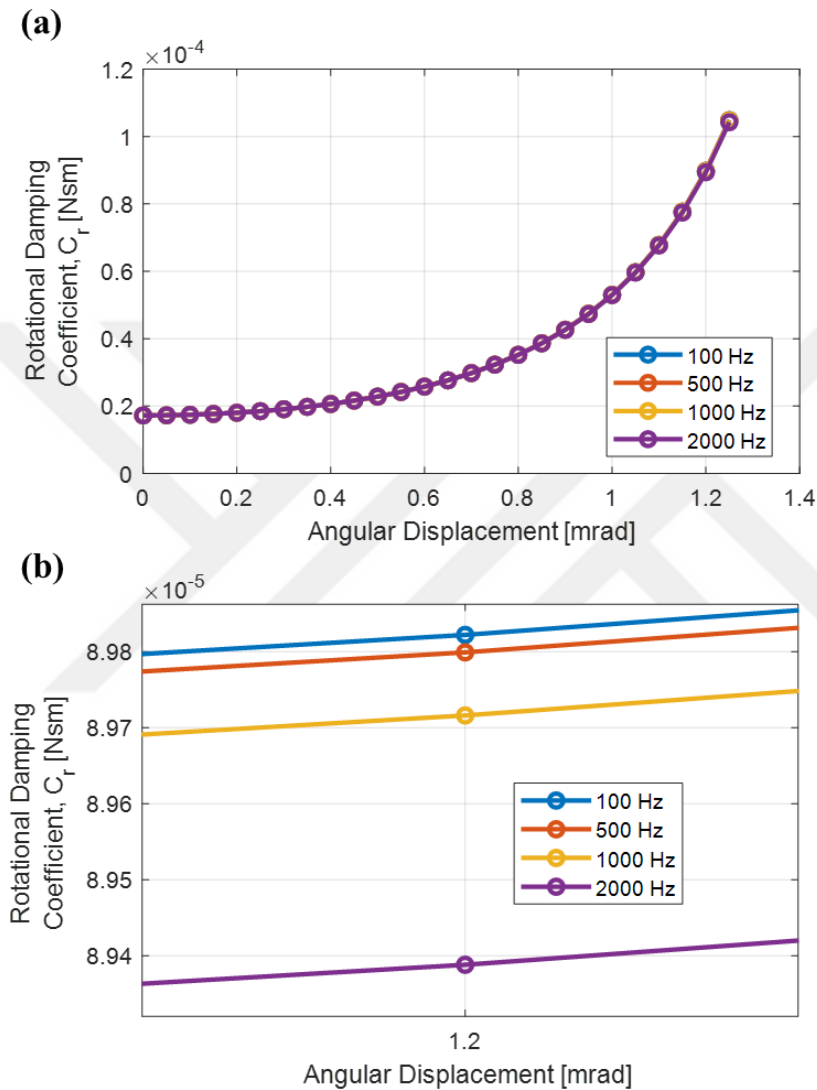 (a)
×10⁻⁴
1.2
1
0.8
0.6
0.4
0.2
0
Rotational Damping
Coefficient, C_r [Nsm]
100 Hz
500 Hz
1000 Hz
2000 Hz
0 0.2 0.4 0.6 0.8 1 1.2 1.4
Angular Displacement [mrad]
(b)
×10⁻⁵
8.98
8.97
8.96
8.95
8.94
Rotational Damping
Coefficient, C_r [Nsm]
100 Hz
500 Hz
1000 Hz
2000 Hz
1.2
Angular Displacement [mrad]